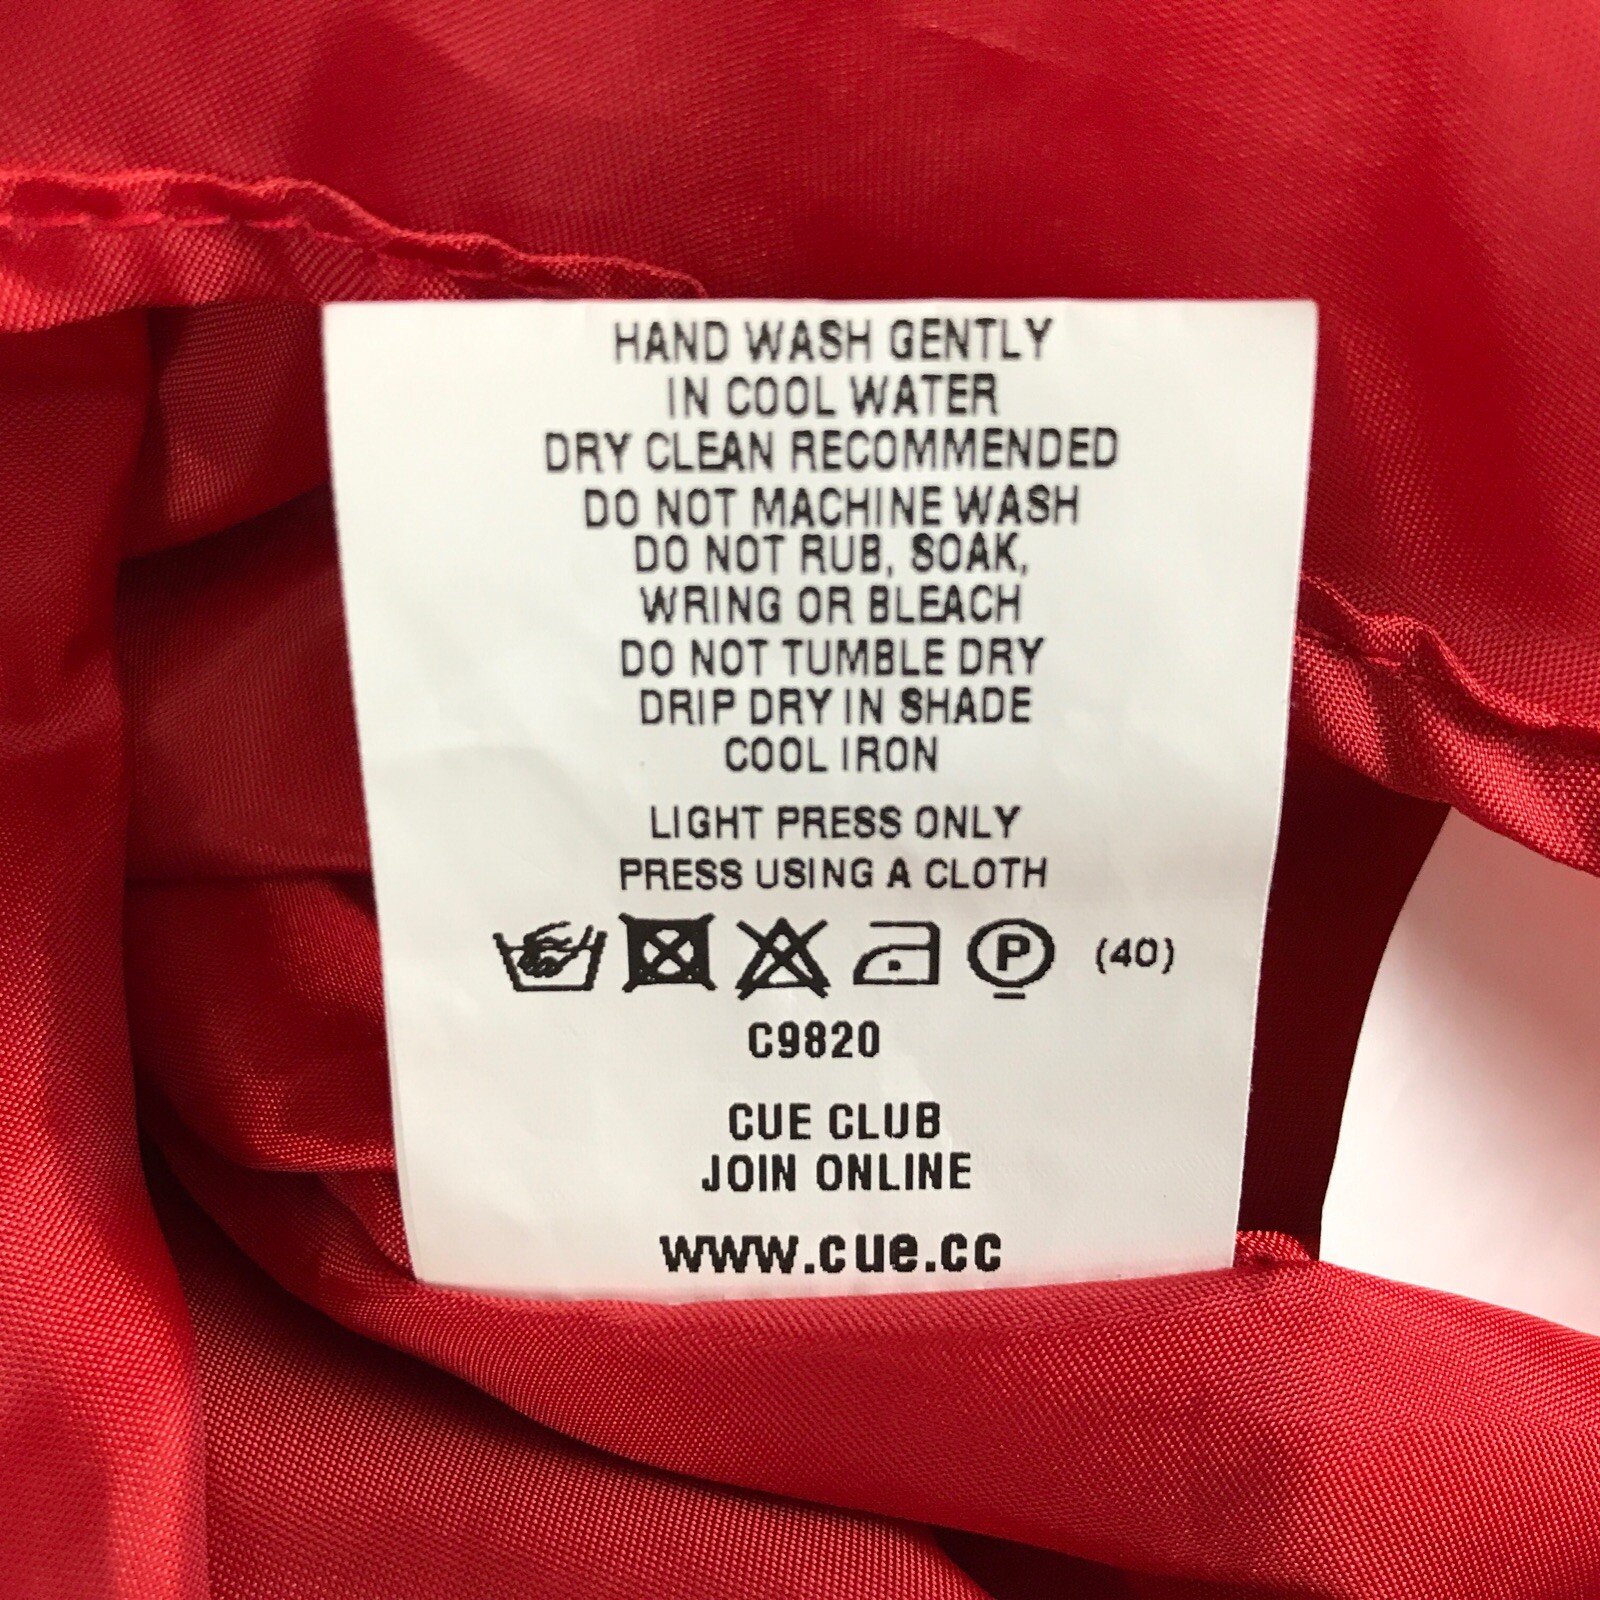 HAND WASH GENTLY
IN COOL WATER
DRY CLEAN RECOMMENDED
DO NOT MACHINE WASH
DO NOT RUB, SOAK,
WRING OR BLEACH
DO NOT TUMBLE DRY
DRIP DRY IN SHADE
COOL IRON
LIGHT PRESS ONLY
PRESS USING A CLOTH
P (40)
C9820
CUE CLUB
JOIN ONLINE
www.cue.cc